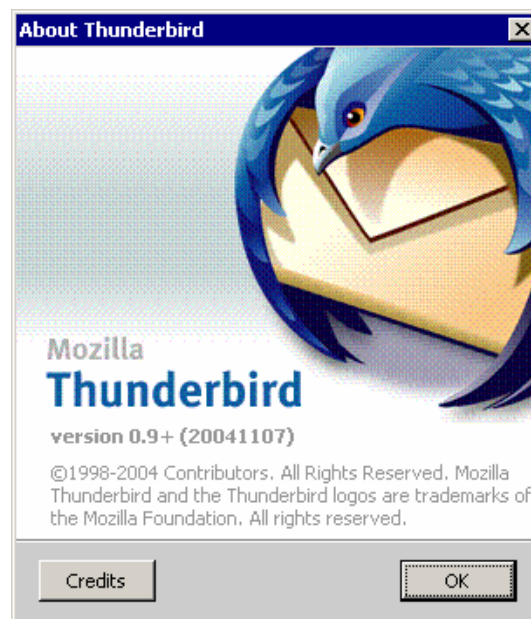 About Thunderbird
Mozilla
Thunderbird
version 0.9+ (20041107)
©1998-2004 Contributors. All Rights Reserved. Mozilla
Thunderbird and the Thunderbird logos are trademarks of
the Mozilla Foundation. All rights reserved.
Credits
OK